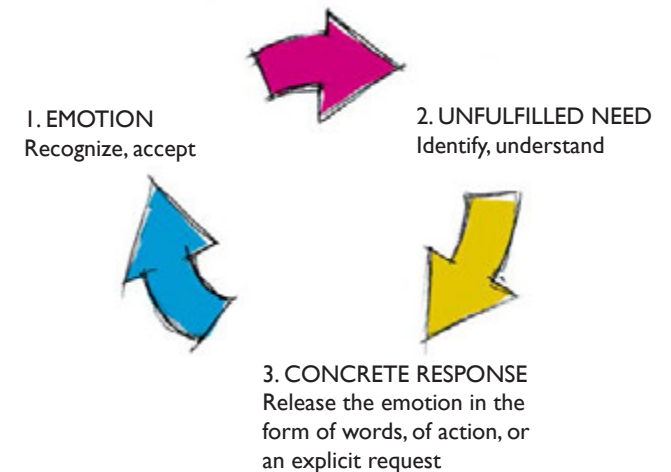 1. EMOTION
Recognize, accept
2. UNFULFILLED NEED
Identify, understand
3. CONCRETE RESPONSE
Release the emotion in the
form of words, of action, or
an explicit request